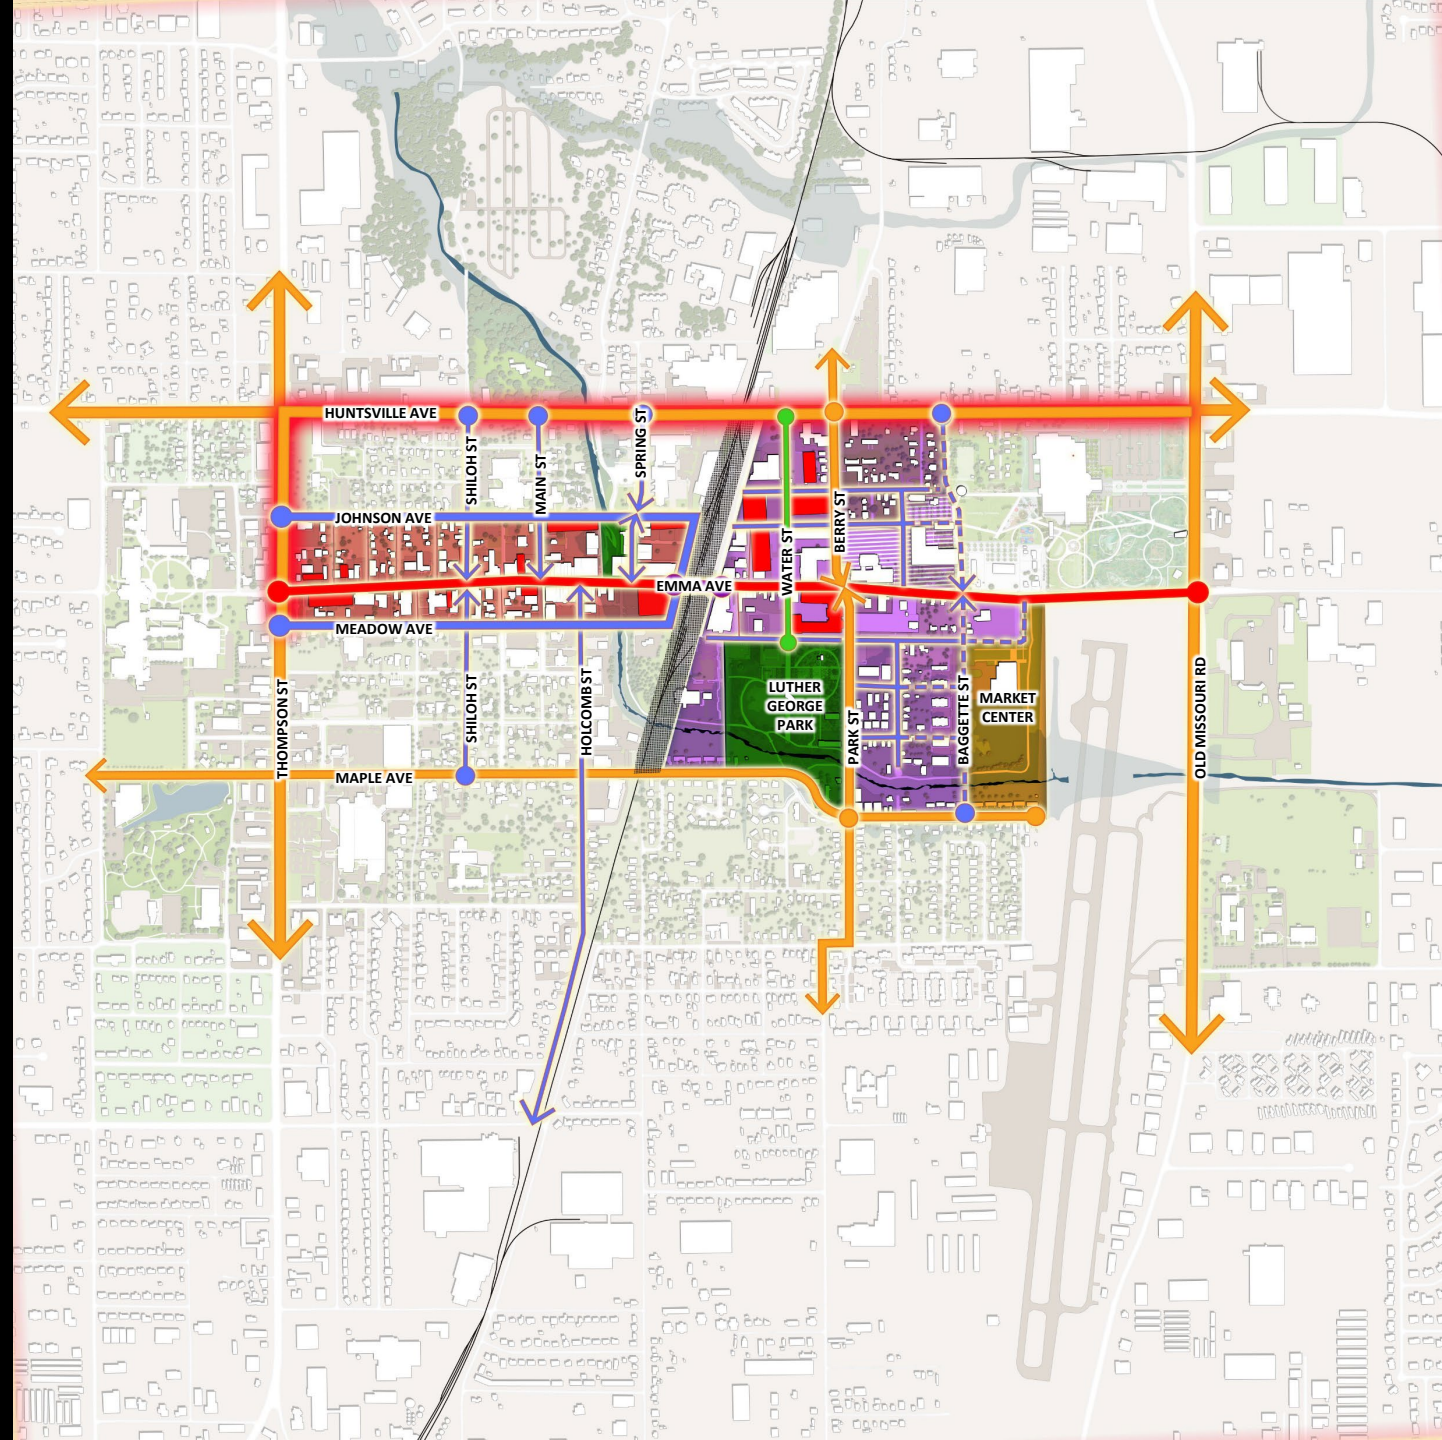 HUNTSVILLE AVE
SHILOH ST
MAIN ST
SPRING ST
JOHNSON AVE
BERRY ST
WATER ST
EMMA AVE
MEADOW AVE
THOMPSON ST
SHILOH ST
HOLCOMB ST
LUTHER
GEORGE
PARK
PARK ST
BAGGETTE ST
MARKET
CENTER
OLD MISSOURI RD
MAPLE AVE